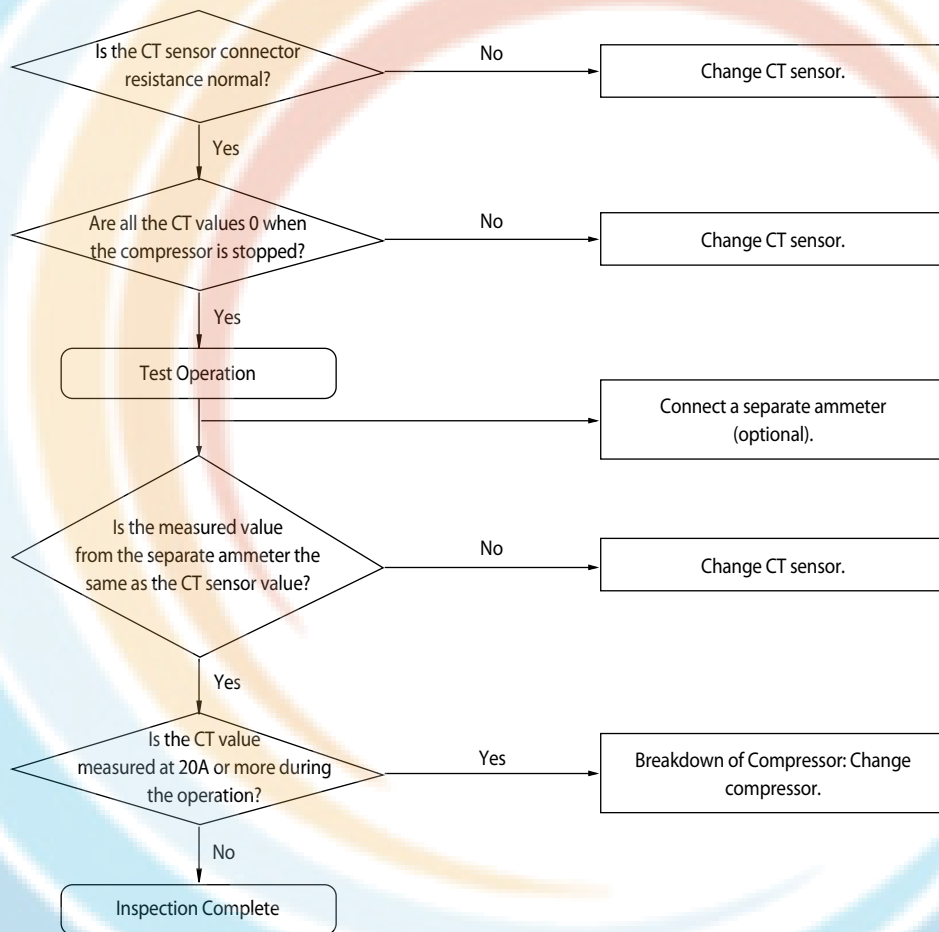 Is the CT sensor connector
resistance normal?
No
Change CT sensor.
Yes
Are all the CT values 0 when
the compressor is stopped?
No
Change CT sensor.
Yes
Test Operation
Connect a separate ammeter
(optional).
Is the measured value
from the separate ammeter the
same as the CT sensor value?
No
Change CT sensor.
Yes
Is the CT value
measured at 20A or more during
the operation?
Yes
Breakdown of Compressor: Change
compressor.
No
Inspection Complete